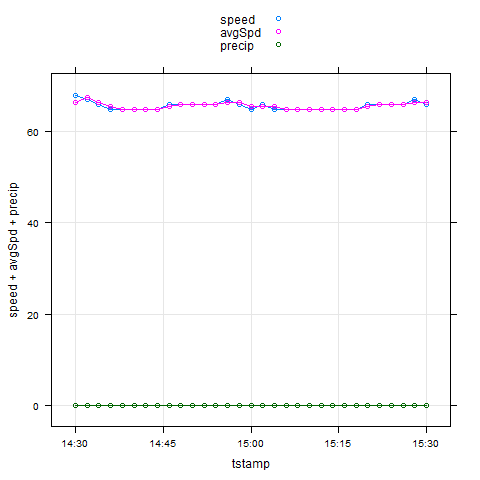 speed
avgSpd
precip
speed + avgSpd + precip
60
40
20
0
14:30 14:45 15:00 15:15 15:30
tstamp